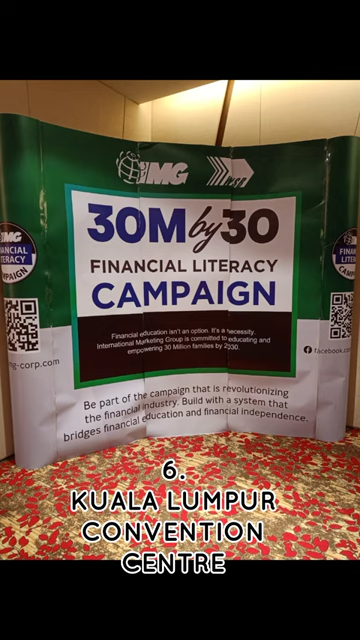 IMG
30M by 30
FINANCIAL LITERACY
CAMPAIGN
Financial education isn't an option. It's a necessity.
International Marketing Group is committed to educating and
empowering 30 Million families by 2030.
Be part of the campaign that is revolutionizing
the financial industry. Build with a system that
bridges financial education and financial independence.
IMG
FINANCIAL
LITERACY
CAMPAIGN
mg-corp.com
facebook.co
6.
KUALA LUMPUR
CONVENTION
CENTRE